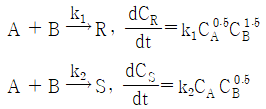 A + B →^{k₁} R, dC_R/dt = k₁C_A^{0.5}C_B^{1.5}
A + B →^{k₂} S, dC_S/dt = k₂C_A C_B^{0.5}